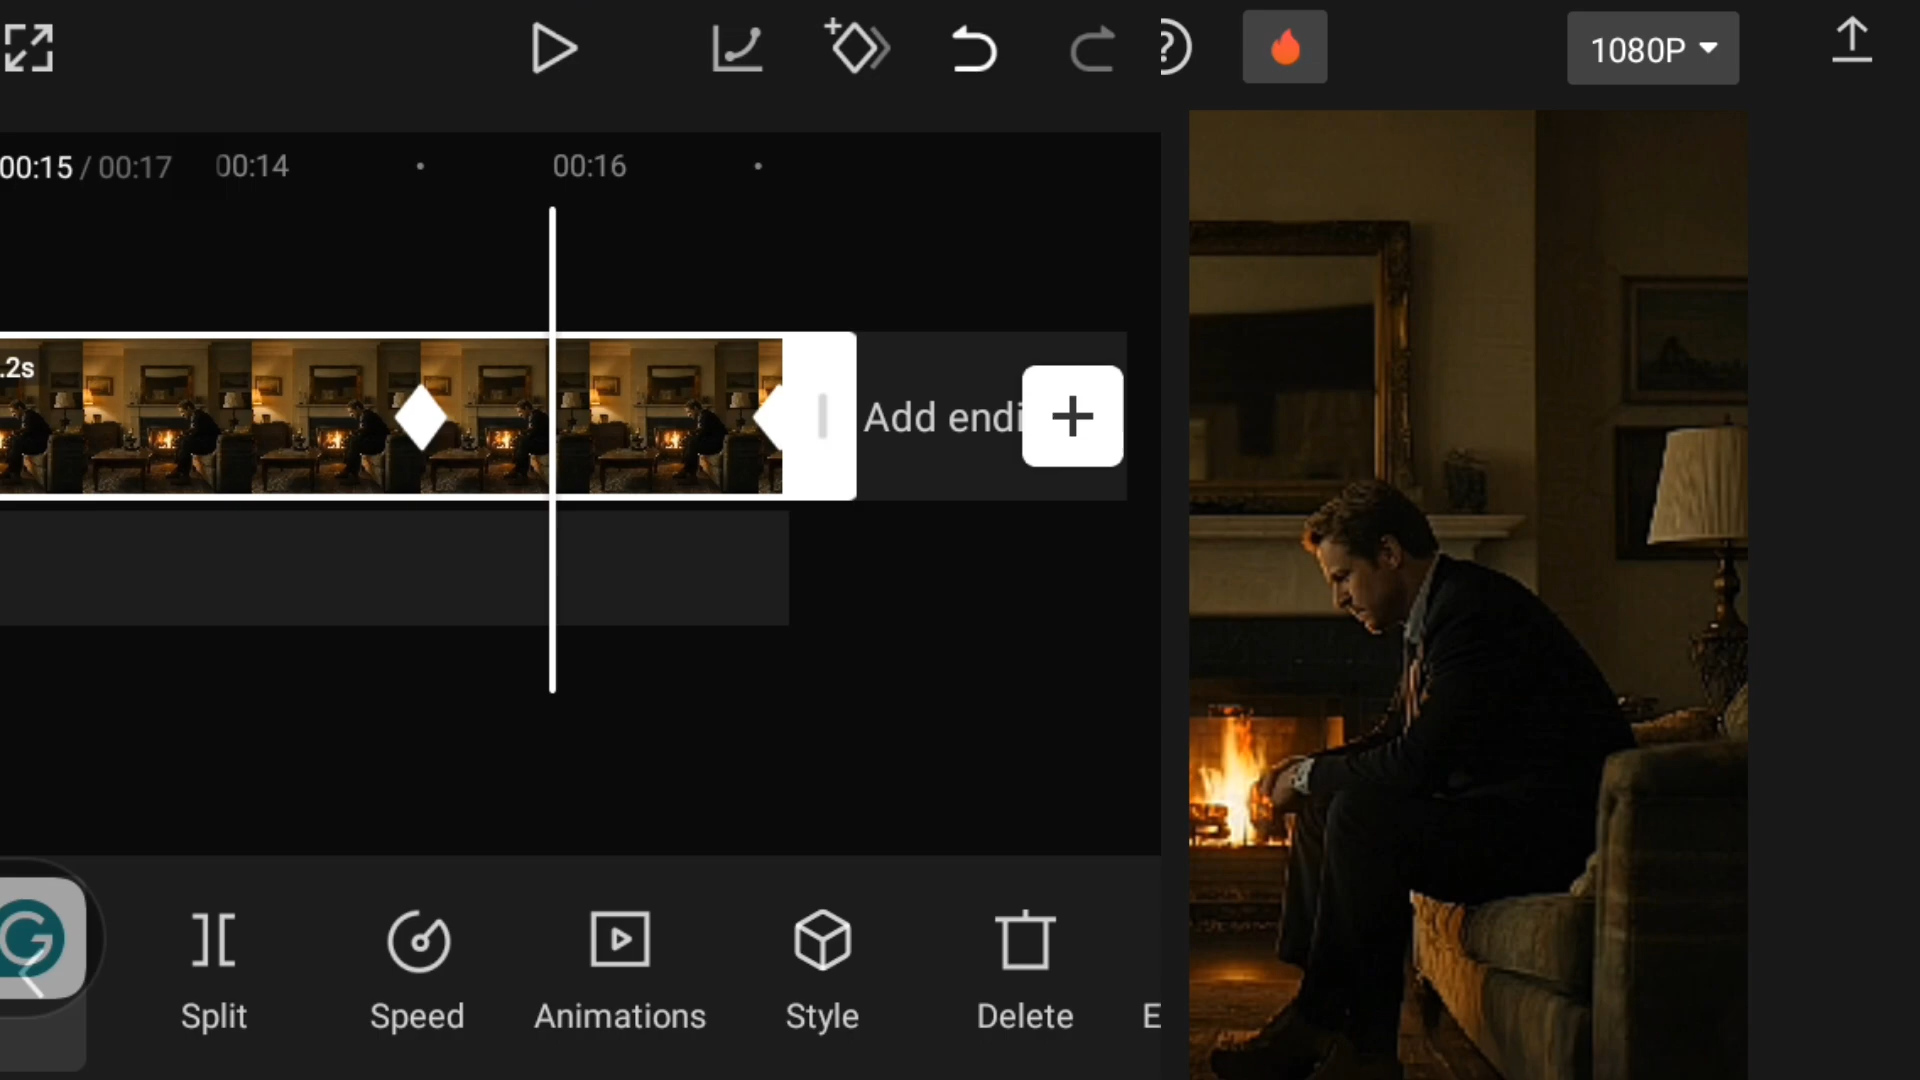 1080P
00:15 / 00:17 00:14 00:16
.2s
Add endi
Split Speed Animations Style Delete E